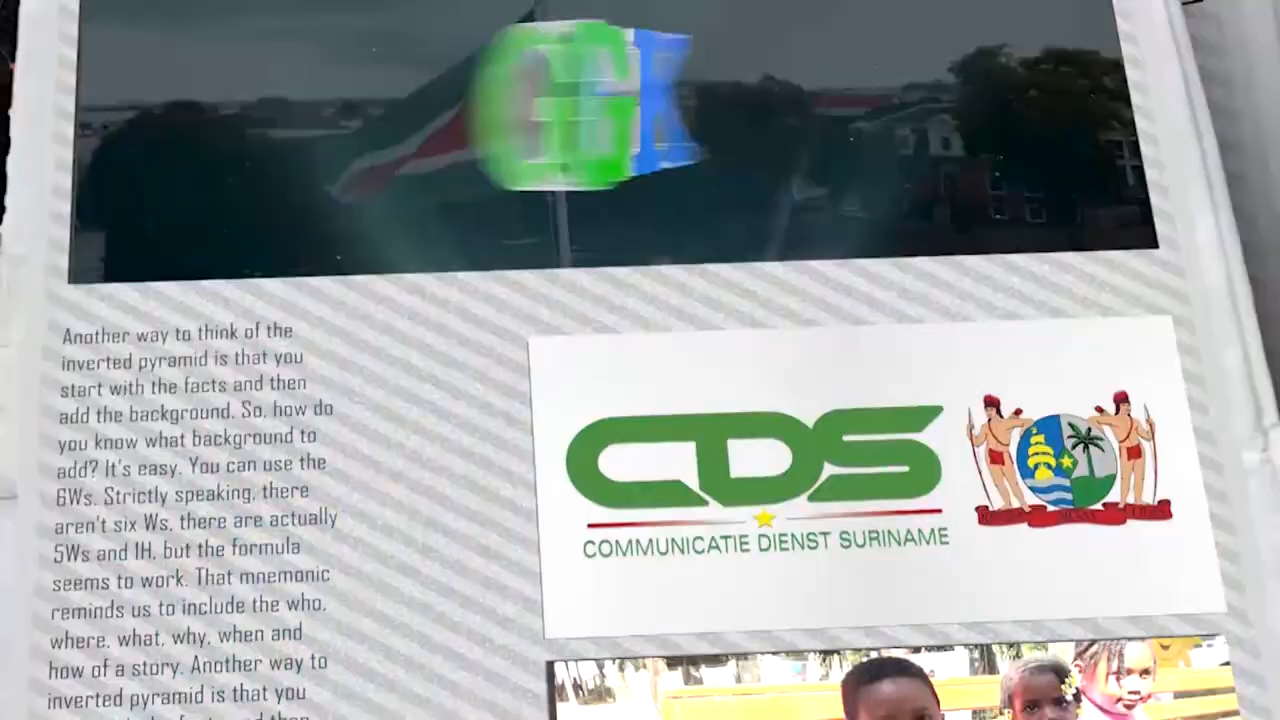 Another way to think of the
inverted pyramid is that you
start with the facts and then
add the background. So, how do
you know what background to
add? It's easy. You can use the
6Ws. Strictly speaking, there
aren't six Ws, there are actually
5Ws and 1H, but the formula
seems to work. That mnemonic
reminds us to include the who,
where, what, why, when and
how of a story. Another way to
inverted pyramid is that you
CDS
COMMUNICATIE DIENST SURINAME